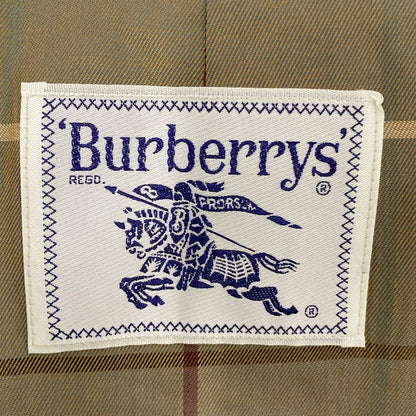 'Burberrys'
REGD. ®
PRORSUM
®